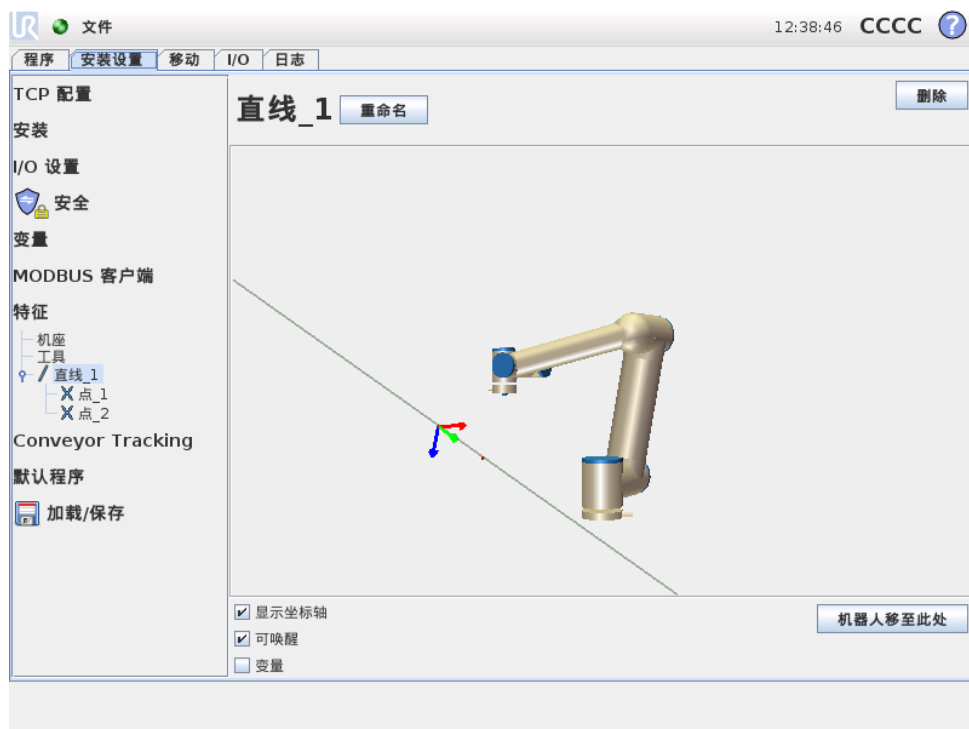 UR 文件 12:38:46 CCCC ?
程序 安装设置 移动 I/O 日志
TCP 配置
安装
I/O 设置
安全
变量
MODBUS 客户端
特征
机座
工具
直线_1
点_1
点_2
Conveyor Tracking
默认程序
加载/保存
直线_1 重命名 删除
显示坐标轴
可唤醒
变量
机器人移至此处